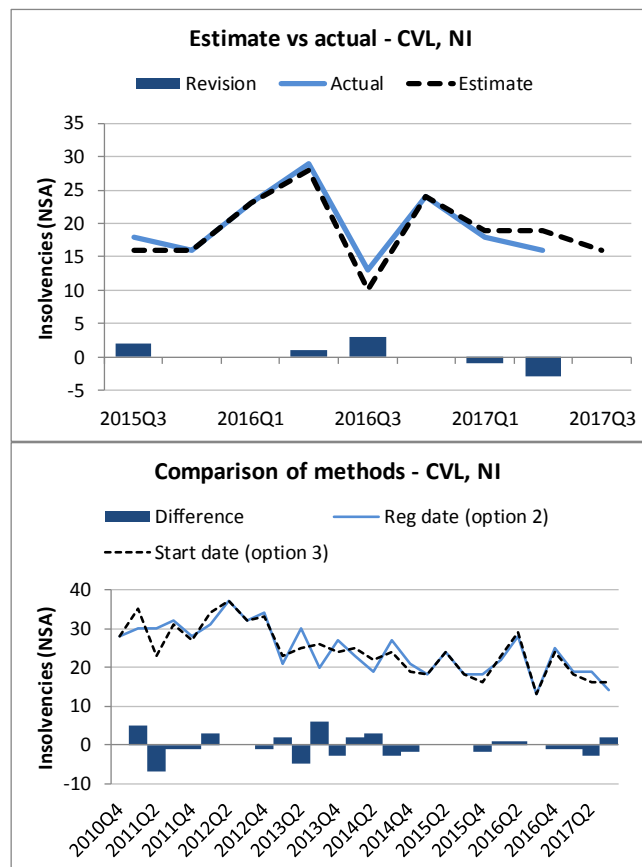 Estimate vs actual - CVL, NI
Revision Actual Estimate
Insolvencies (NSA)
35
30
25
20
15
10
5
0
-5
2015Q3 2016Q1 2016Q3 2017Q1 2017Q3
Comparison of methods - CVL, NI
Difference Reg date (option 2)
Start date (option 3)
Insolvencies (NSA)
40
30
20
10
0
-10
2010Q4 2011Q2 2011Q4 2012Q2 2012Q4 2013Q2 2013Q4 2014Q2 2014Q4 2015Q2 2015Q4 2016Q2 2016Q4 2017Q2